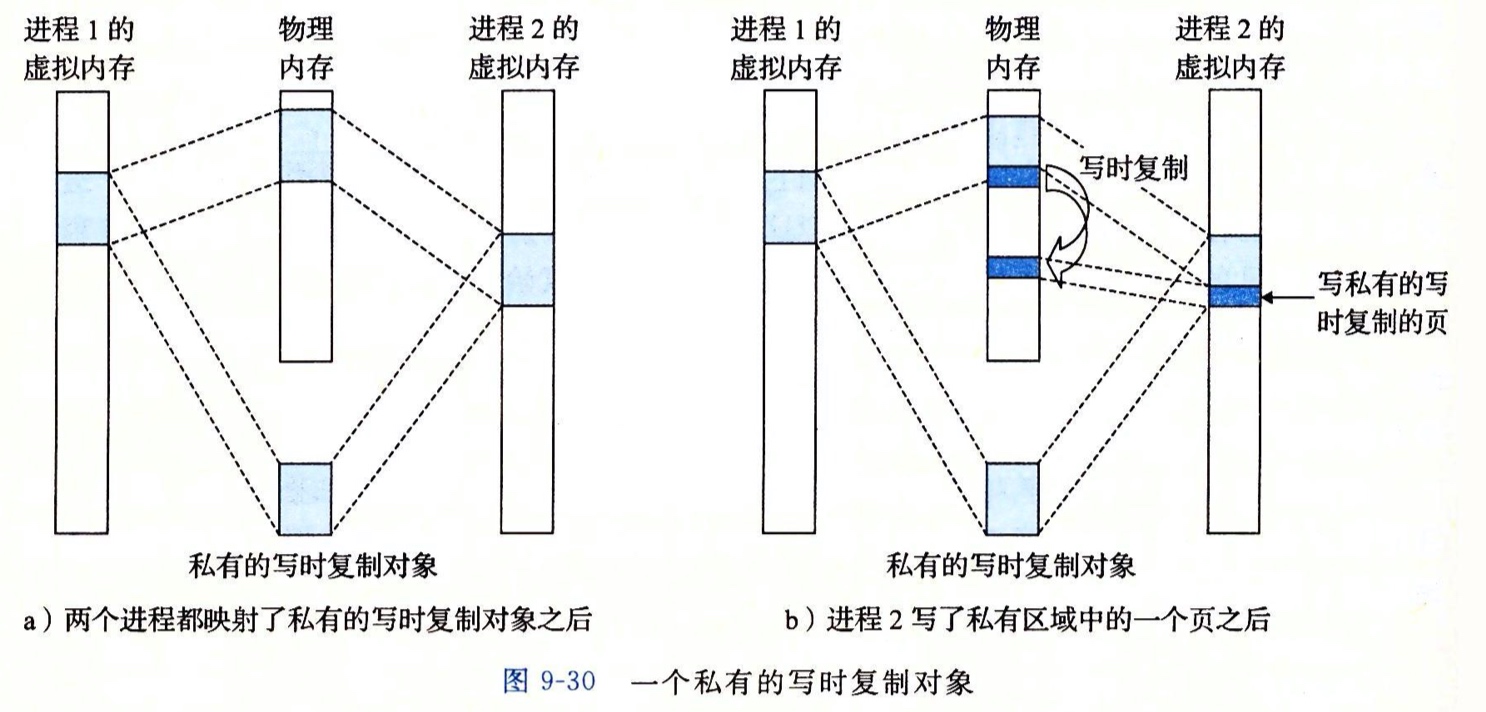 进程 1 的
虚拟内存
物理
内存
进程 2 的
虚拟内存
私有的写时复制对象
a）两个进程都映射了私有的写时复制对象之后
进程 1 的
虚拟内存
物理
内存
进程 2 的
虚拟内存
写时复制
写私有的写
时复制的页
私有的写时复制对象
b）进程 2 写了私有区域中的一个页之后
图 9-30 一个私有的写时复制对象